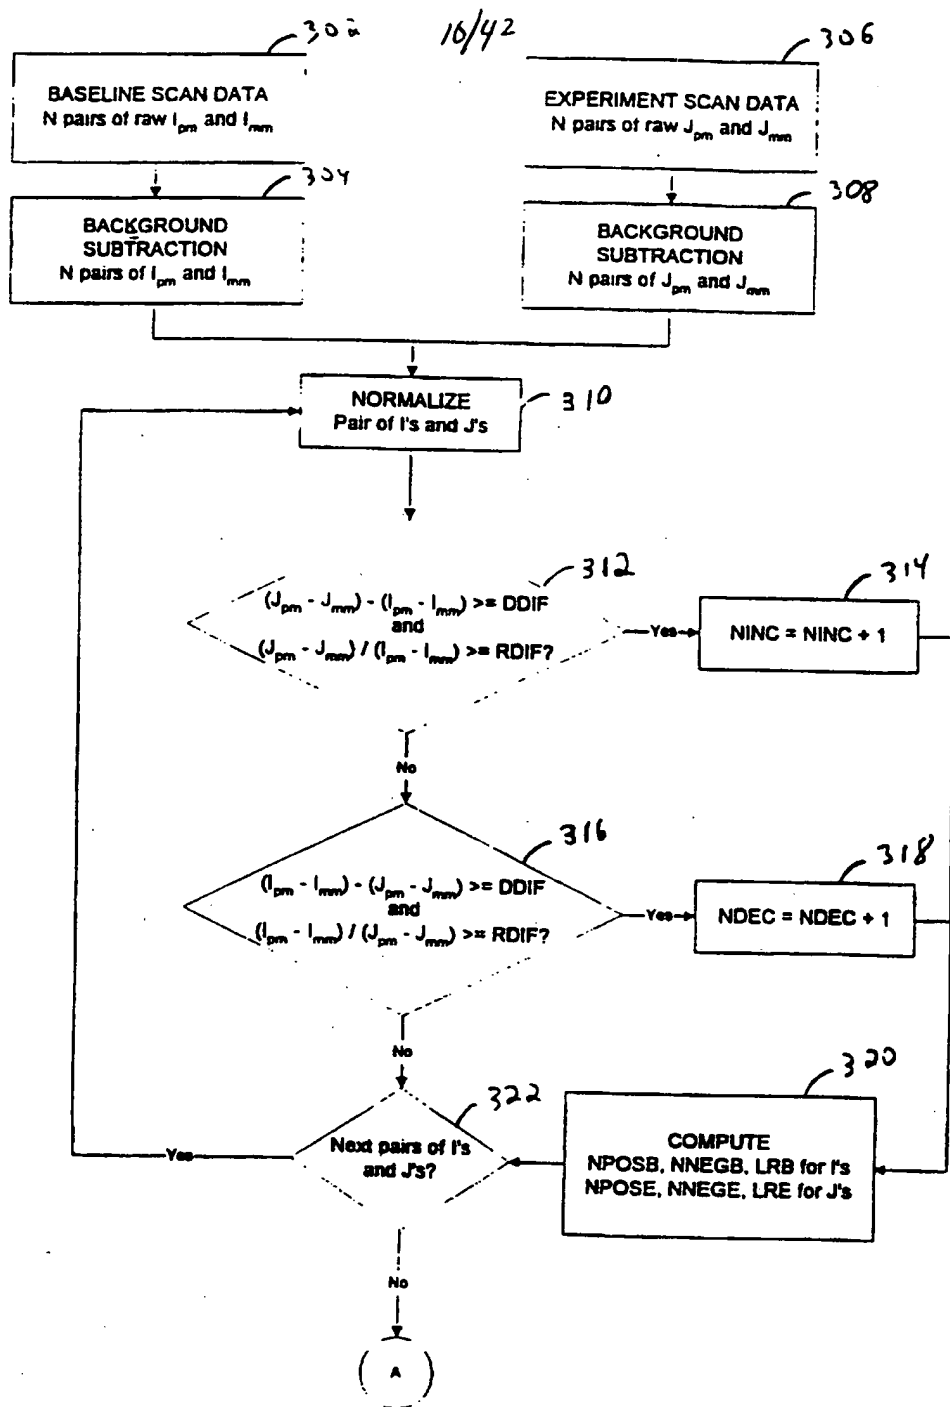 302
16/42
306
BASELINE SCAN DATA
N pairs of raw Ipm and Imm
EXPERIMENT SCAN DATA
N pairs of raw Jpm and Jmm
304
308
BACKGROUND
SUBTRACTION
N pairs of Ipm and Imm
BACKGROUND
SUBTRACTION
N pairs of Jpm and Jmm
NORMALIZE
Pair of I's and J's
310
312
(Jpm - Jmm) - (Ipm - Imm) >= DDIF
and
(Jpm - Jmm) / (Ipm - Imm) >= RDIF?
Yes
314
NINC = NINC + 1
No
316
(Ipm - Imm) - (Jpm - Jmm) >= DDIF
and
(Ipm - Imm) / (Jpm - Jmm) >= RDIF?
Yes
318
NDEC = NDEC + 1
No
322
Next pairs of I's
and J's?
Yes
320
COMPUTE
NPOSB, NNEGB, LRB for I's
NPOSE, NNEGE, LRE for J's
No
A